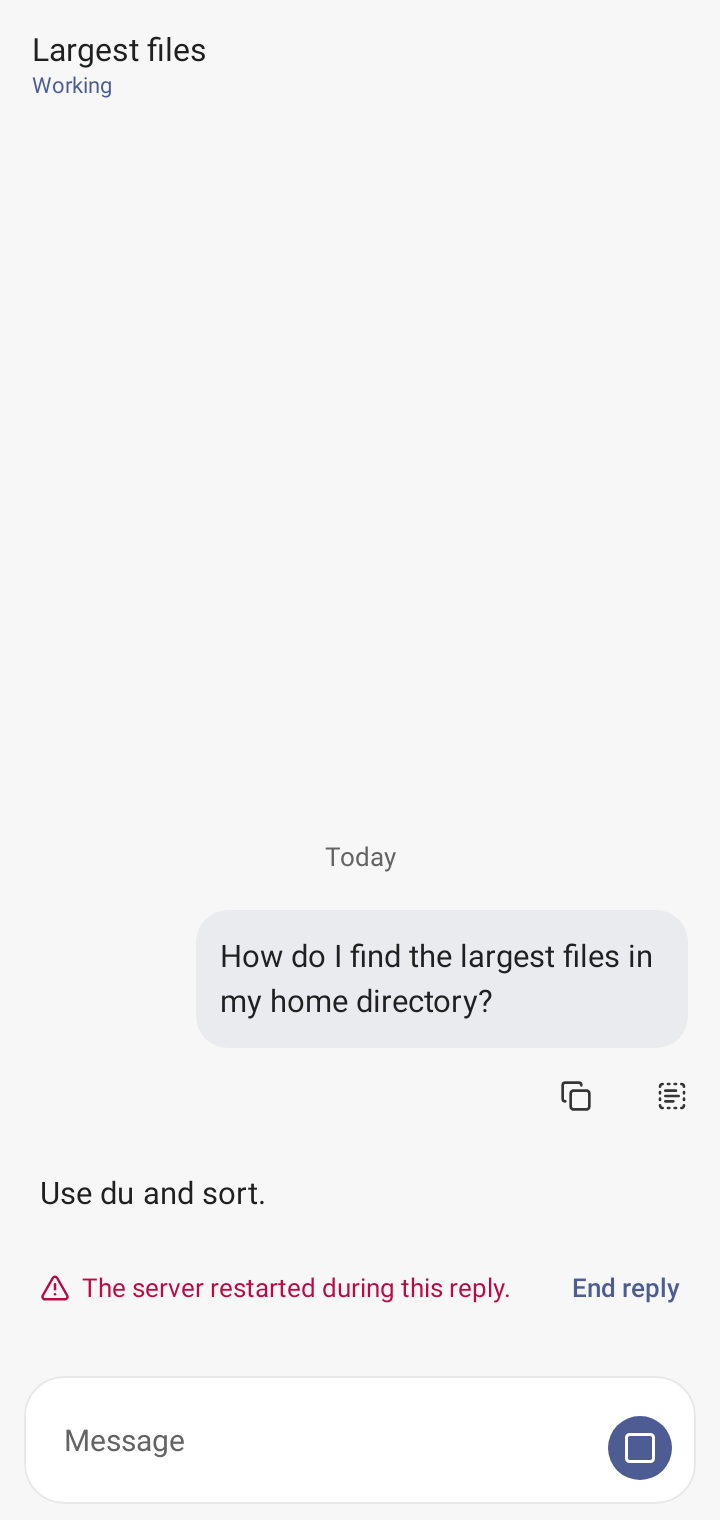 Largest files
Working
Today
How do I find the largest files in
my home directory?
Use du and sort.
The server restarted during this reply.
End reply
Message